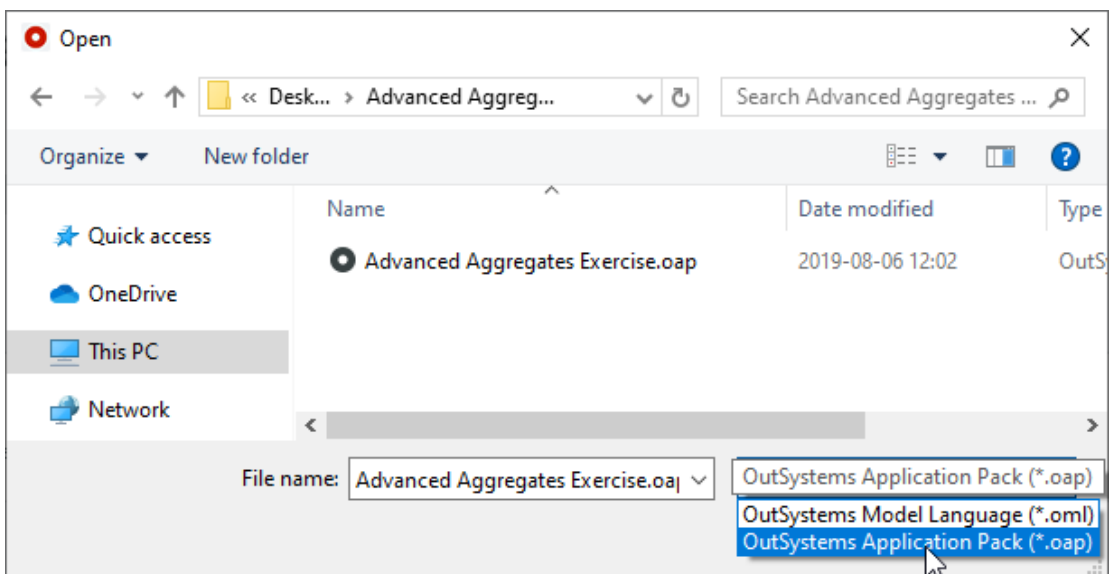 Open
« Desk... › Advanced Aggreg...
Search Advanced Aggregates ...
Organize
New folder
Name
Date modified
Type
Quick access
Advanced Aggregates Exercise.oap
2019-08-06 12:02
OutS
OneDrive
This PC
Network
File name:
Advanced Aggregates Exercise.oa
OutSystems Application Pack (*.oap)
OutSystems Model Language (*.oml)
OutSystems Application Pack (*.oap)